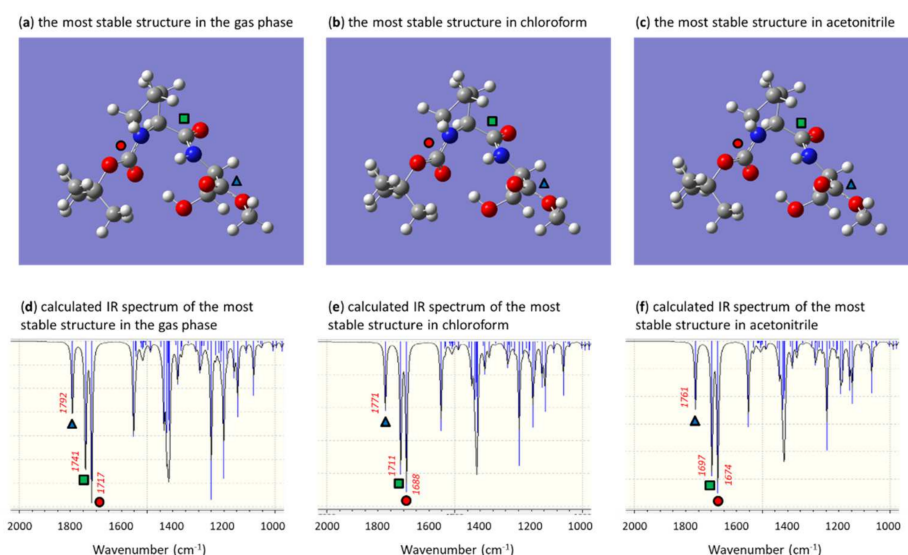 (a) the most stable structure in the gas phase
(b) the most stable structure in chloroform
(c) the most stable structure in acetonitrile
(d) calculated IR spectrum of the most
stable structure in the gas phase
(e) calculated IR spectrum of the most
stable structure in chloroform
(f) calculated IR spectrum of the most
stable structure in acetonitrile
1792
1741
1717
1771
1711
1688
1761
1697
1674
2000 1800 1600 1400 1200 1000
2000 1800 1600 1400 1200 1000
2000 1800 1600 1400 1200 1000
Wavenumber (cm⁻¹)
Wavenumber (cm⁻¹)
Wavenumber (cm⁻¹)